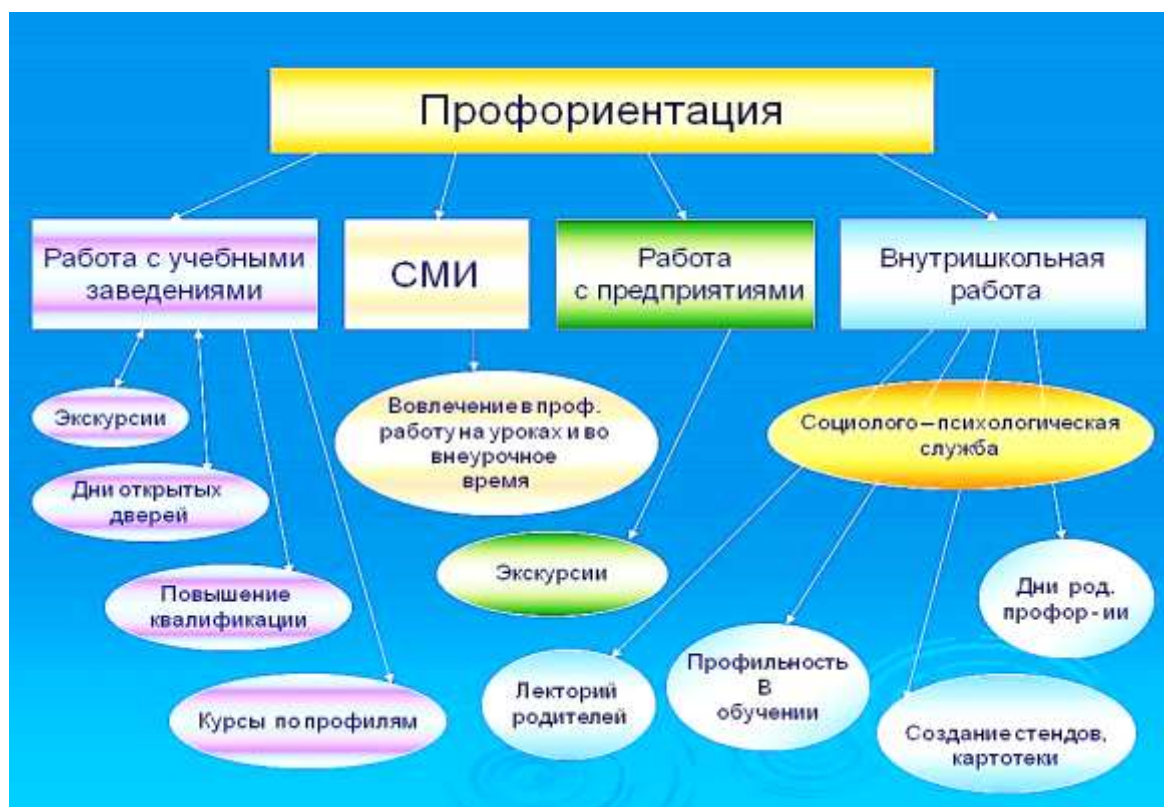 Профориентация
Работа с учебными
заведениями
СМИ
Работа
с предприятиями
Внутришкольная
работа
Экскурсии
Дни открытых
дверей
Повышение
квалификации
Курсы по профилям
Вовлечение в проф.
работу на уроках и во
внеурочное
время
Экскурсии
Социолого–психологическая
служба
Лекторий
родителей
Профильность
В
обучении
Создание стендов,
картотеки
Дни род.
профор-ии